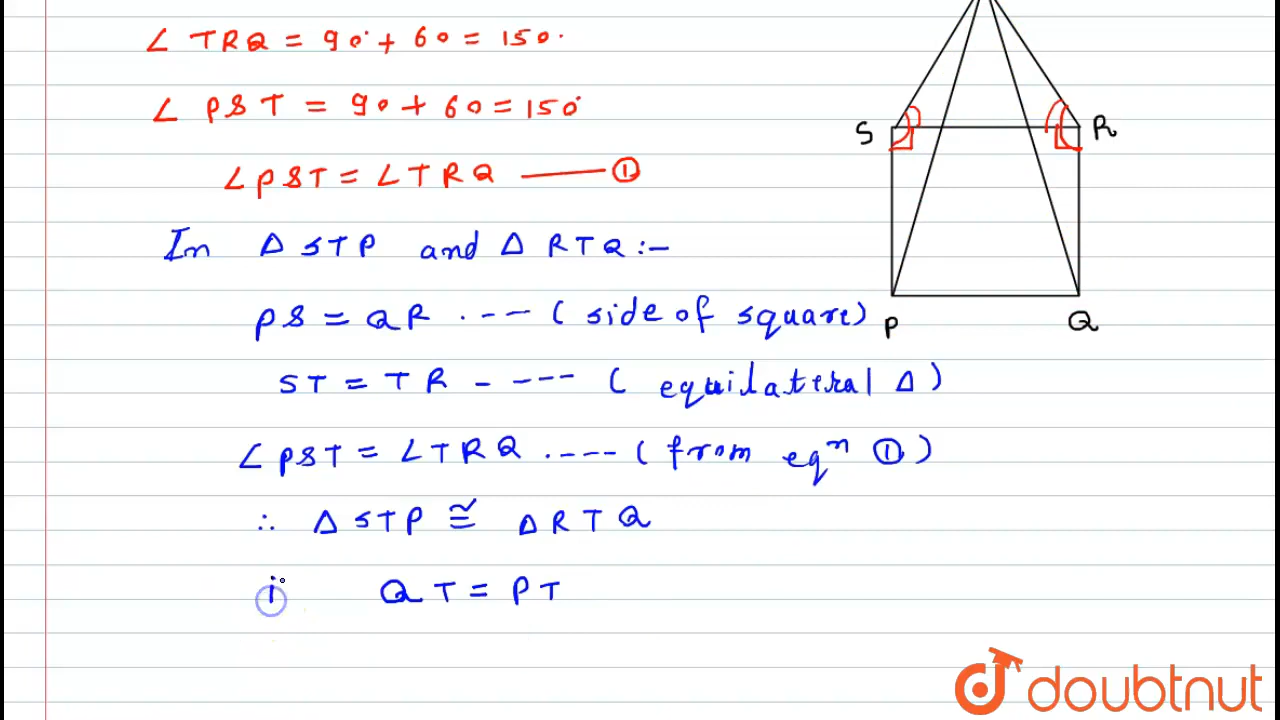 ∠ TRQ = 90° + 60 = 150°
∠ PST = 90 + 60 = 150°
∠PST = ∠TRQ —— ①
In Δ STP and Δ RTQ :-
PS = QR ·--- ( side of square)
ST = TR - ---- ( equilateral Δ )
∠ PST = ∠TRQ ·---- ( from eqⁿ ① )
∴ Δ STP ≅ Δ RTQ
QT = PT
S
R
P
Q
doubtnut